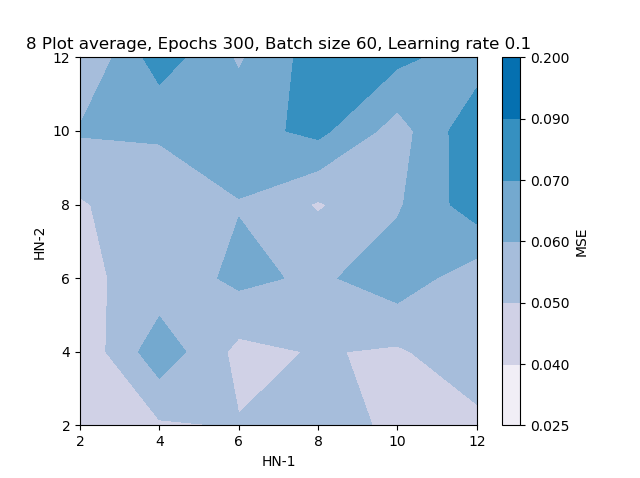 8 Plot average, Epochs 300, Batch size 60, Learning rate 0.1
12
10
8
6
4
2
HN-2
2 4 6 8 10 12
HN-1
0.200
0.090
0.070
0.060
0.050
0.040
0.025
MSE